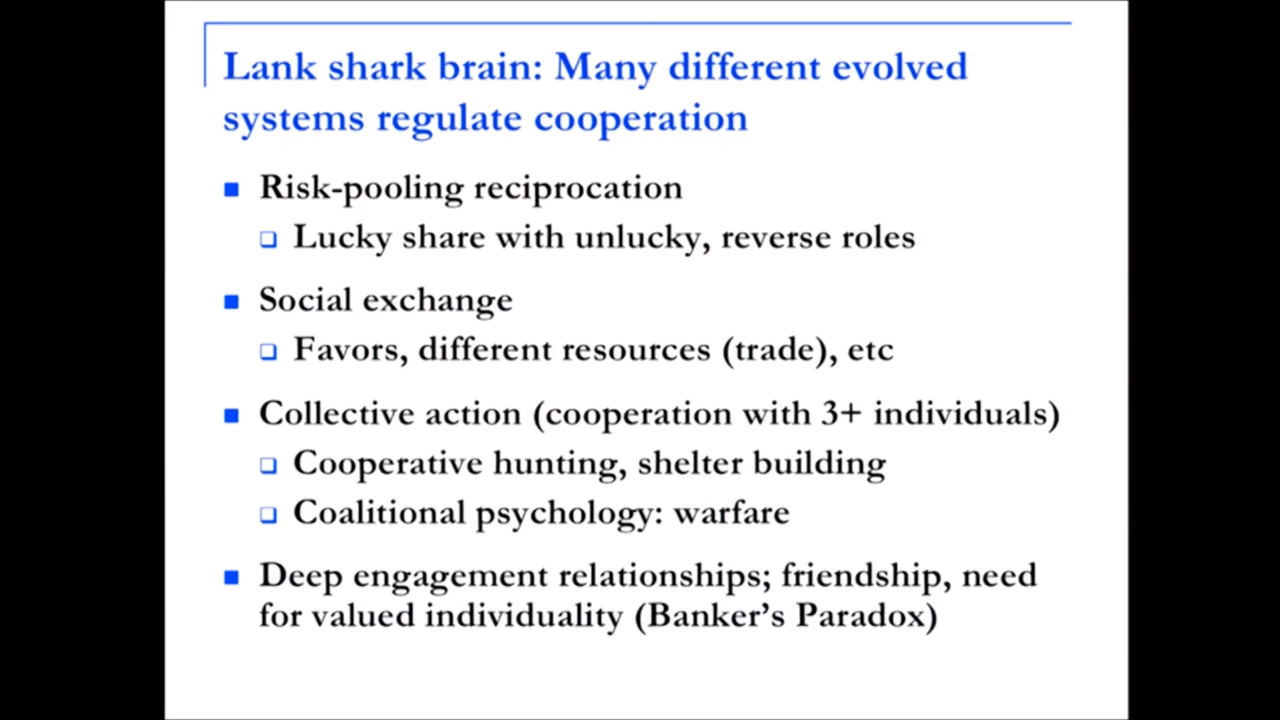 Lank shark brain: Many different evolved
systems regulate cooperation
Risk-pooling reciprocation
Lucky share with unlucky, reverse roles
Social exchange
Favors, different resources (trade), etc
Collective action (cooperation with 3+ individuals)
Cooperative hunting, shelter building
Coalitional psychology: warfare
Deep engagement relationships; friendship, need
for valued individuality (Banker’s Paradox)